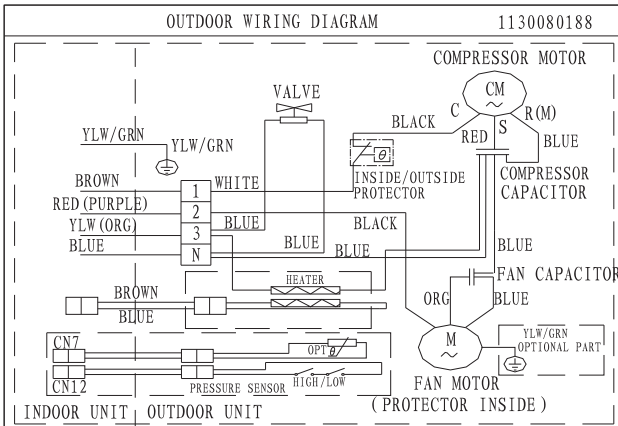 OUTDOOR WIRING DIAGRAM 1130080188
COMPRESSOR MOTOR
VALVE
CM
~
C
S
R(M)
BLACK
RED
BLUE
YLW/GRN
YLW/GRN
θ
INSIDE/OUTSIDE
PROTECTOR
COMPRESSOR
CAPACITOR
BROWN
1
WHITE
RED(PURPLE)
2
BLACK
YLW(ORG)
3
BLUE
BLUE
N
BLUE
BLUE
BLUE
HEATER
FAN CAPACITOR
BROWN
BLUE
ORG
BLUE
M
~
YLW/GRN
OPTIONAL PART
CN7
OPT
θ
CN12
PRESSURE SENSOR
HIGH/LOW
FAN MOTOR
(PROTECTOR INSIDE)
INDOOR UNIT
OUTDOOR UNIT